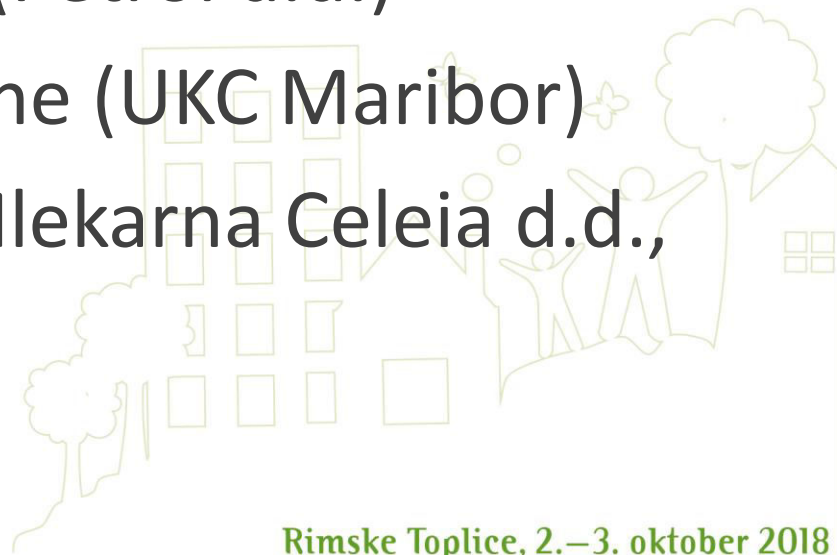 ne (UKC Maribor)
lekarna Celeia d.d.,
Rimske Toplice, 2.–3. oktober 2018